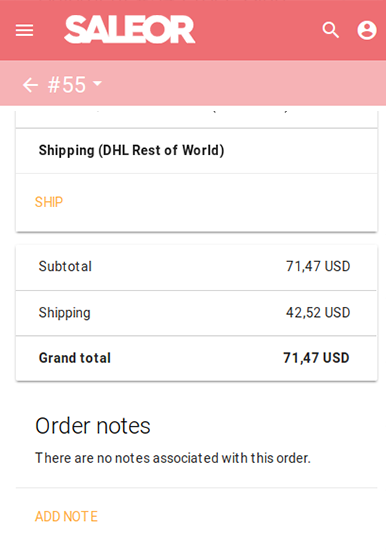 SALEOR
#55
Shipping (DHL Rest of World)
SHIP
Subtotal 71,47 USD
Shipping 42,52 USD
Grand total 71,47 USD
Order notes
There are no notes associated with this order.
ADD NOTE